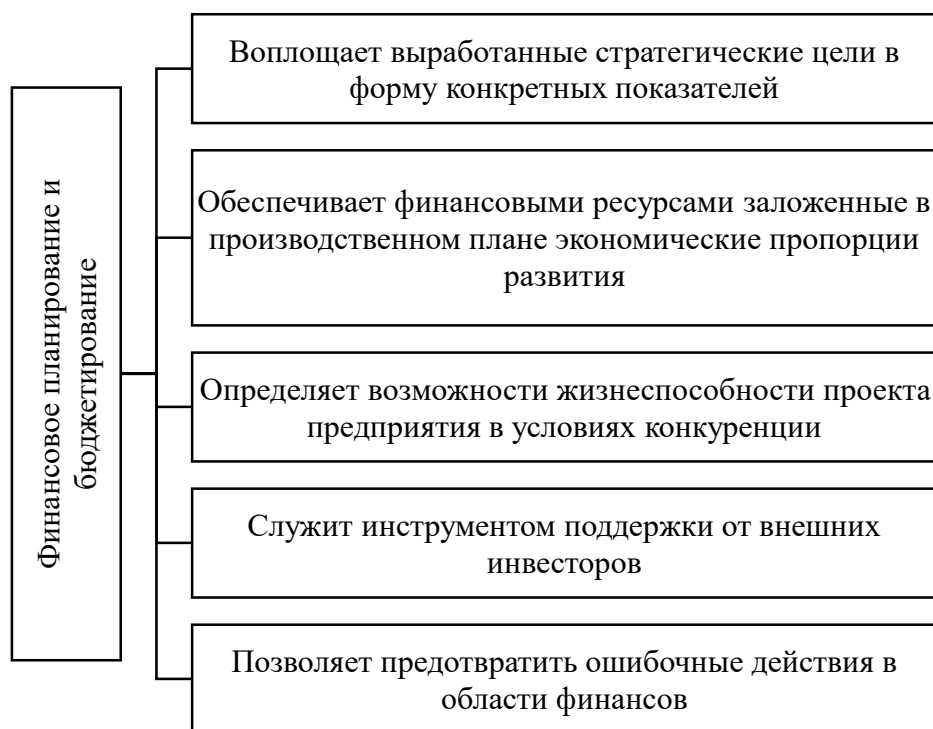 Финансовое планирование и
бюджетирование
Воплощает выработанные стратегические цели в
форму конкретных показателей
Обеспечивает финансовыми ресурсами заложенные в
производственном плане экономические пропорции
развития
Определяет возможности жизнеспособности проекта
предприятия в условиях конкуренции
Служит инструментом поддержки от внешних
инвесторов
Позволяет предотвратить ошибочные действия в
области финансов